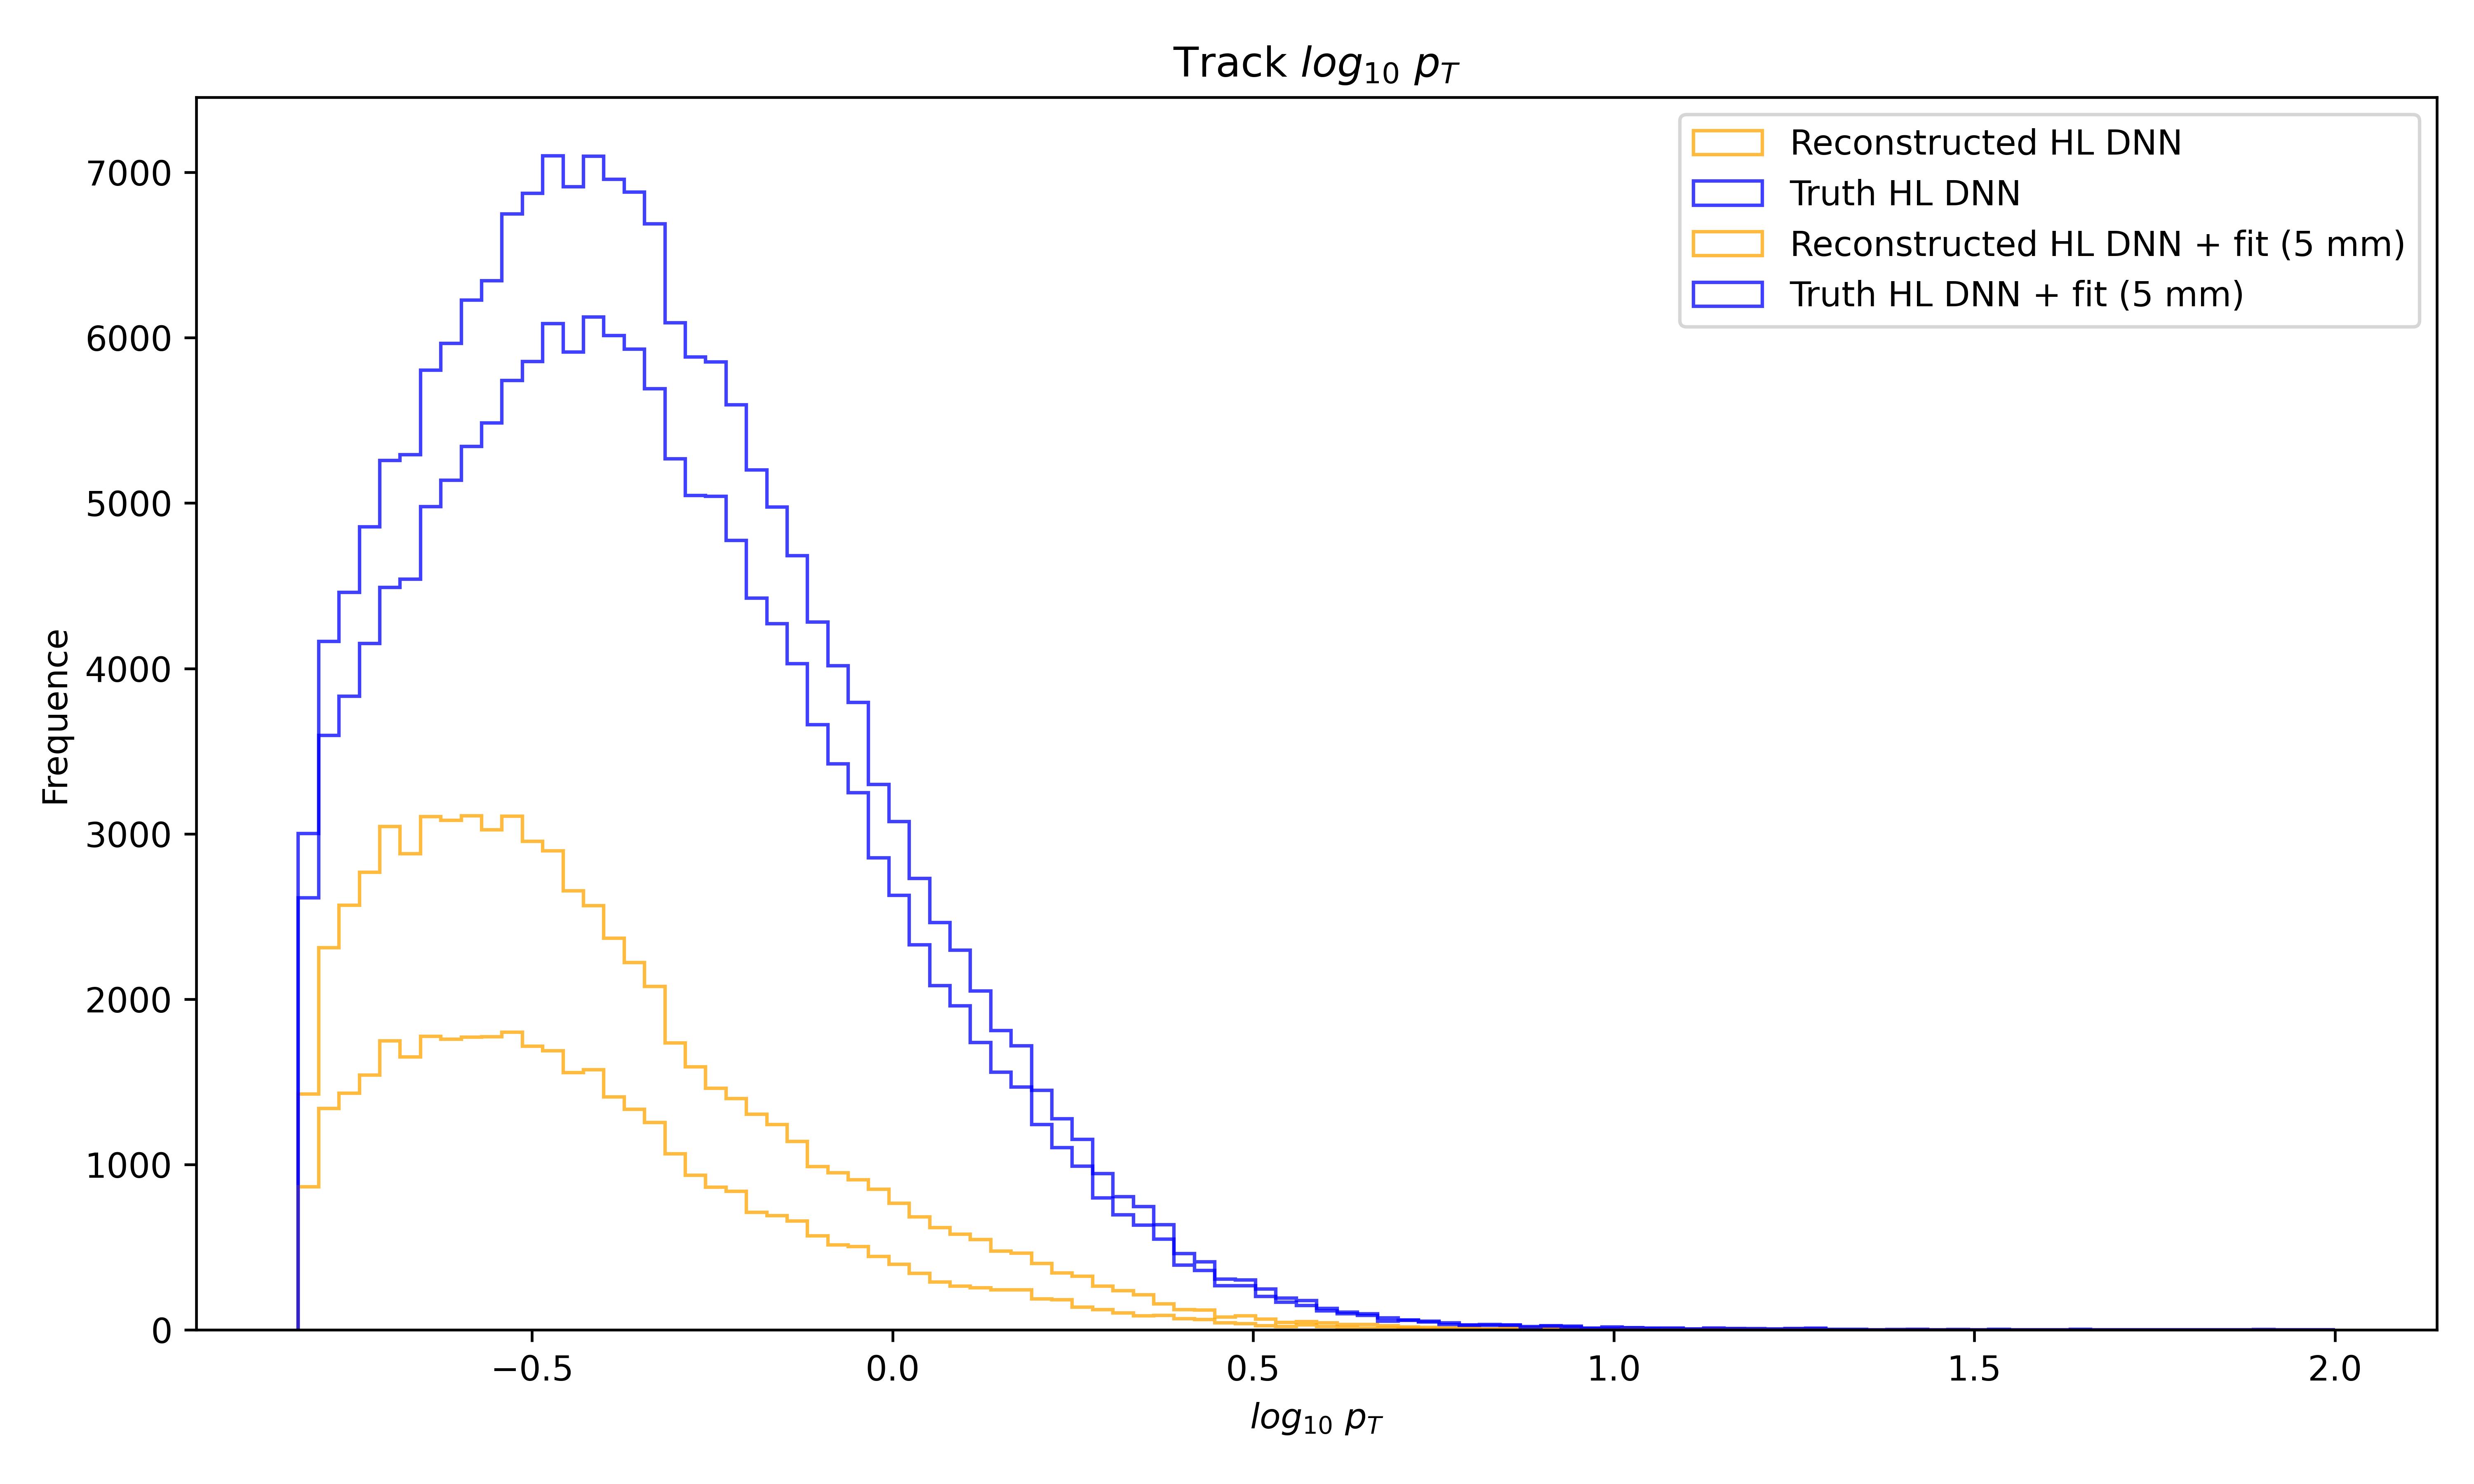 Track log₁₀ p_T
Reconstructed HL DNN
Truth HL DNN
Reconstructed HL DNN + fit (5 mm)
Truth HL DNN + fit (5 mm)
7000
6000
5000
4000
3000
2000
1000
0
Frequence
−0.5
0.0
0.5
1.0
1.5
2.0
log₁₀ p_T